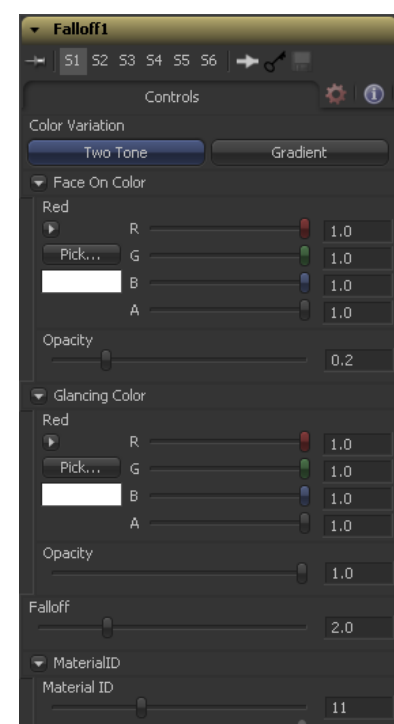 Falloff1
S1 S2 S3 S4 S5 S6
Controls
Color Variation
Two Tone Gradient
Face On Color
Red
R 1.0
Pick... G 1.0
B 1.0
A 1.0
Opacity
0.2
Glancing Color
Red
R 1.0
Pick... G 1.0
B 1.0
A 1.0
Opacity
1.0
Falloff
2.0
MaterialID
Material ID
11